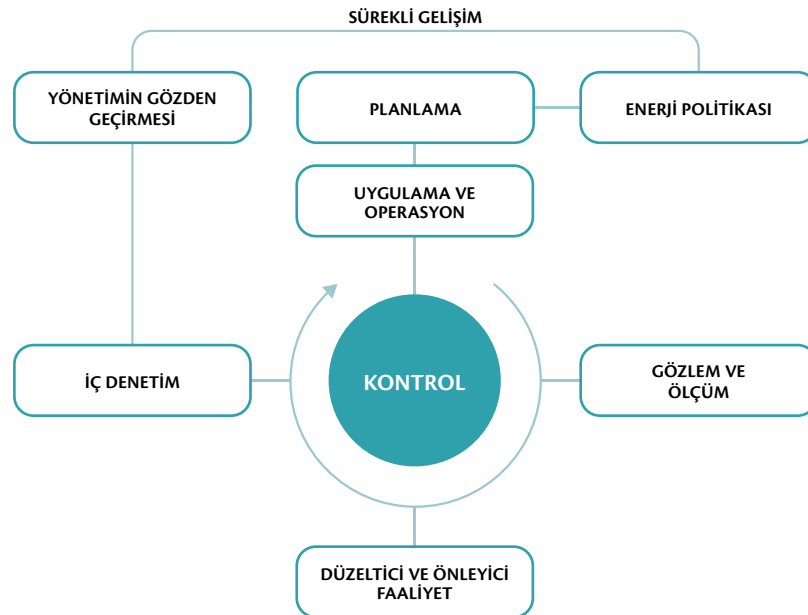 SÜREKLİ GELİŞİM
YÖNETİMİN GÖZDEN
GEÇİRMESİ
PLANLAMA
ENERJİ POLİTİKASI
UYGULAMA VE
OPERASYON
İÇ DENETİM
KONTROL
GÖZLEM VE
ÖLÇÜM
DÜZELTİCİ VE ÖNLEYİCİ
FAALİYET